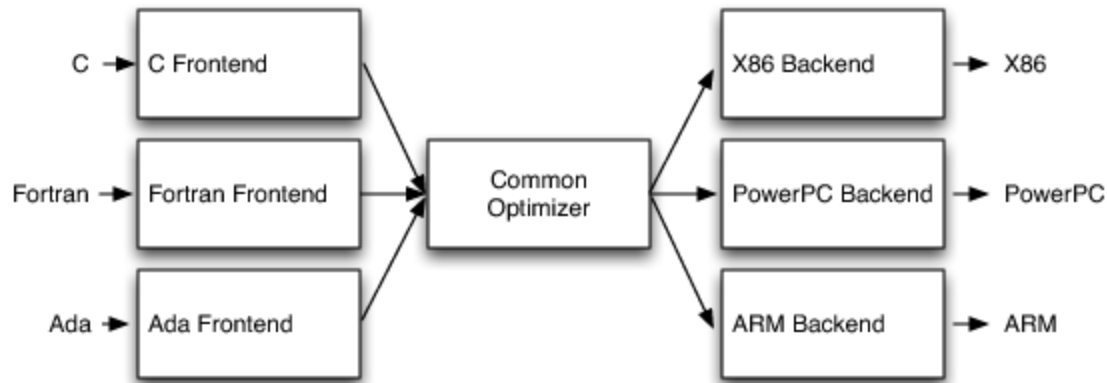 C
C Frontend
Fortran
Fortran Frontend
Ada
Ada Frontend
Common
Optimizer
X86 Backend
X86
PowerPC Backend
PowerPC
ARM Backend
ARM